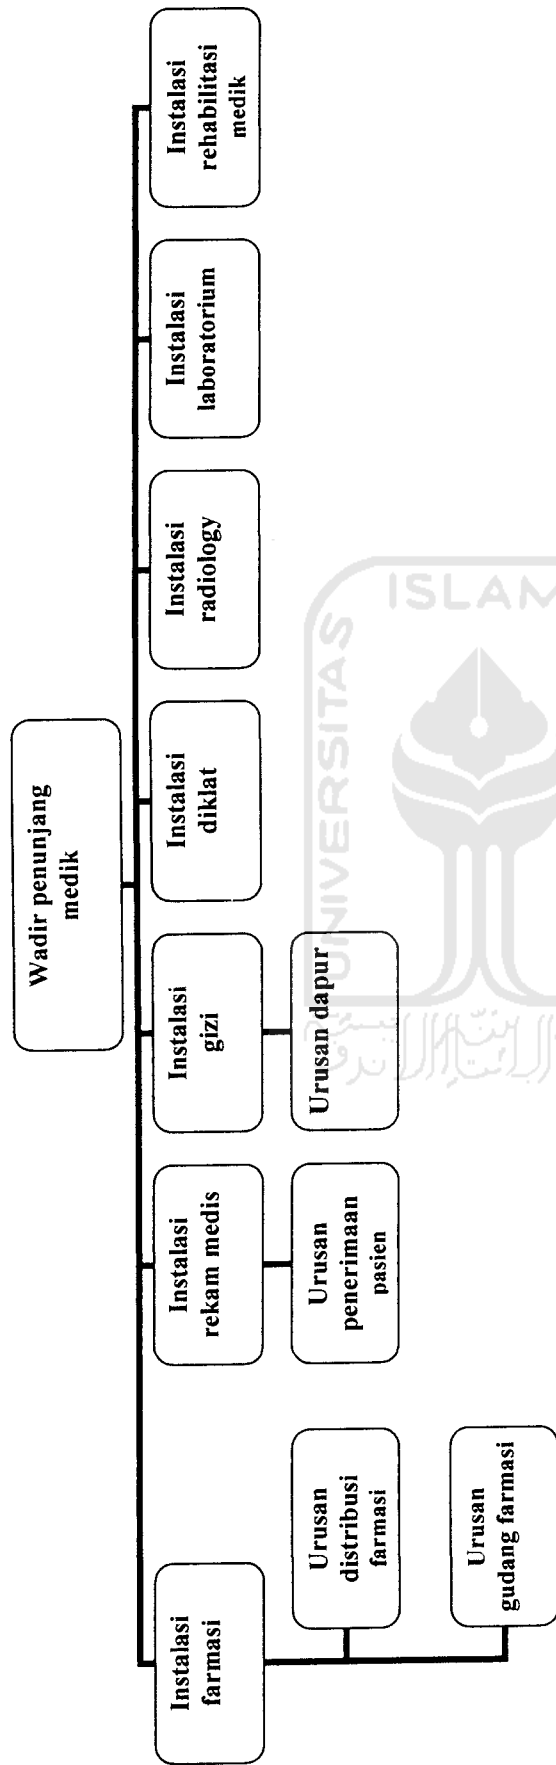 Wadir penunjang
medik
Instalasi
farmasi
Instalasi
rekam medis
Instalasi
gizi
Instalasi
diklat
Instalasi
radiology
Instalasi
laboratorium
Instalasi
rehabilitasi
medik
Urusan
distribusi
farmasi
Urusan
penerimaan
pasien
Urusan dapur
Urusan
gudang farmasi
UNIVERSITAS
ISLAM